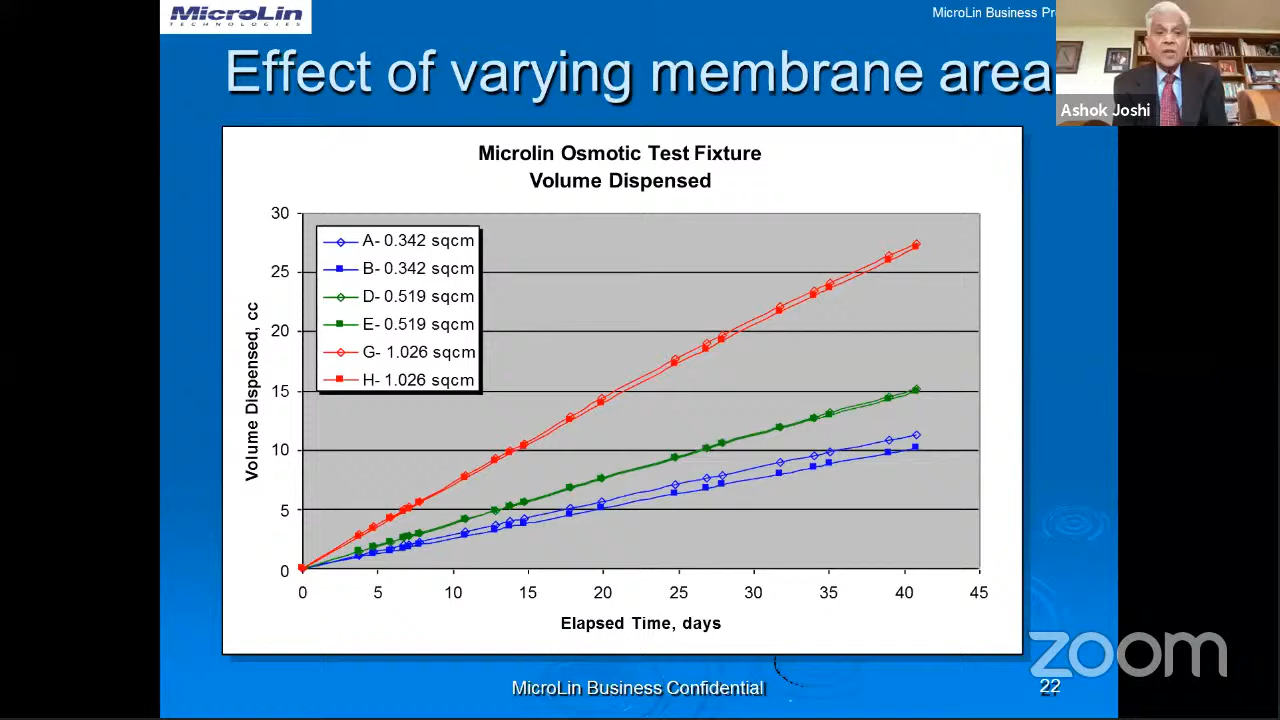 MICROLIN
TECHNOLOGIES
MicroLin Business
Effect of varying membrane area
Ashok Joshi
Microlin Osmotic Test Fixture
Volume Dispensed
30
25
20
15
10
5
0
Volume Dispensed, cc
A- 0.342 sqcm
B- 0.342 sqcm
D- 0.519 sqcm
E- 0.519 sqcm
G- 1.026 sqcm
H- 1.026 sqcm
0 5 10 15 20 25 30 35 40 45
Elapsed Time, days
zoom
MicroLin Business Confidential
22